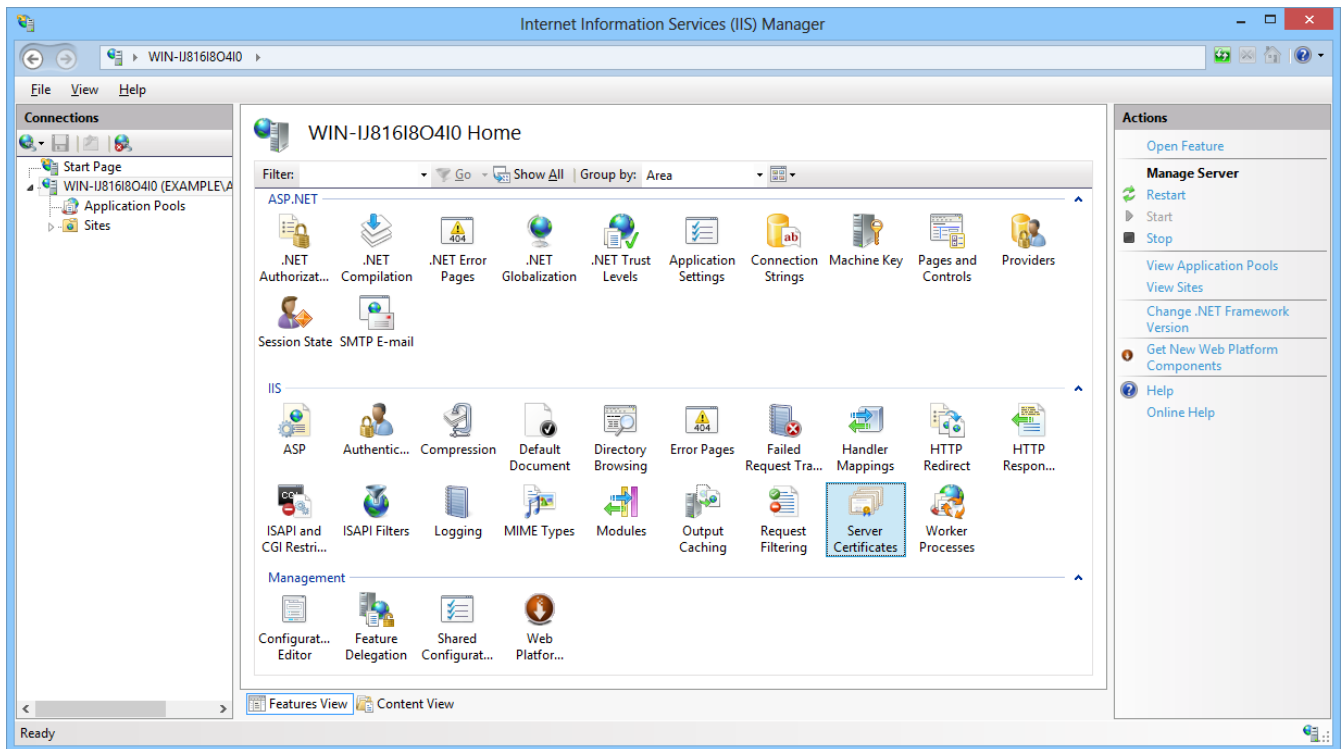 Internet Information Services (IIS) Manager
WIN-IJ816I8O4I0
File View Help
Connections
Start Page
WIN-IJ816I8O4I0 (EXAMPLE\A
Application Pools
Sites
WIN-IJ816I8O4I0 Home
Filter: Go Show All Group by: Area
ASP.NET
.NET Authorizat...
.NET Compilation
.NET Error Pages
.NET Globalization
.NET Trust Levels
Application Settings
Connection Strings
Machine Key
Pages and Controls
Providers
Session State
SMTP E-mail
IIS
ASP
Authentic...
Compression
Default Document
Directory Browsing
Error Pages
Failed Request Tra...
Handler Mappings
HTTP Redirect
HTTP Respon...
ISAPI and CGI Restri...
ISAPI Filters
Logging
MIME Types
Modules
Output Caching
Request Filtering
Server Certificates
Worker Processes
Management
Configurat... Editor
Feature Delegation
Shared Configurat...
Web Platfor...
Features View Content View
Actions
Open Feature
Manage Server
Restart
Start
Stop
View Application Pools
View Sites
Change .NET Framework
Version
Get New Web Platform
Components
Help
Online Help
Ready